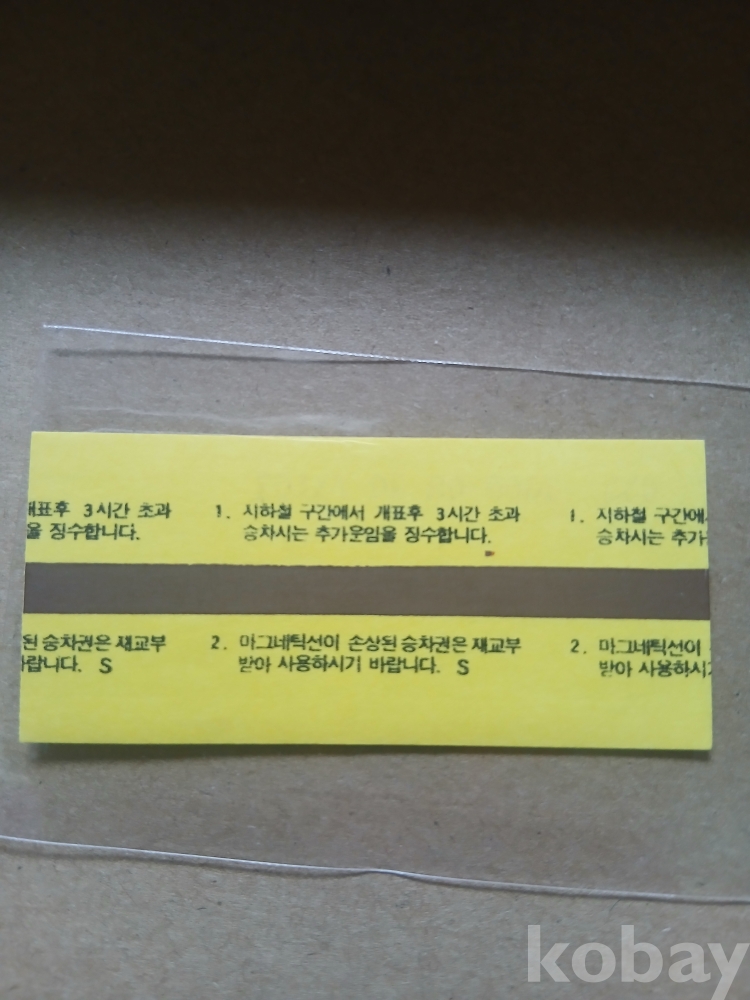 개표후 3시간 초과 1. 지하철 구간에서 개표후 3시간 초과 1. 지하철 구간에
을 징수합니다. 승차시는 추가운임을 징수합니다. 승차시는 추가
된 승차권은 재교부 2. 마그네틱선이 손상된 승차권은 재교부 2. 마그네틱선이
바랍니다. S 받아 사용하시기 바랍니다. S 받아 사용하시기
kobay